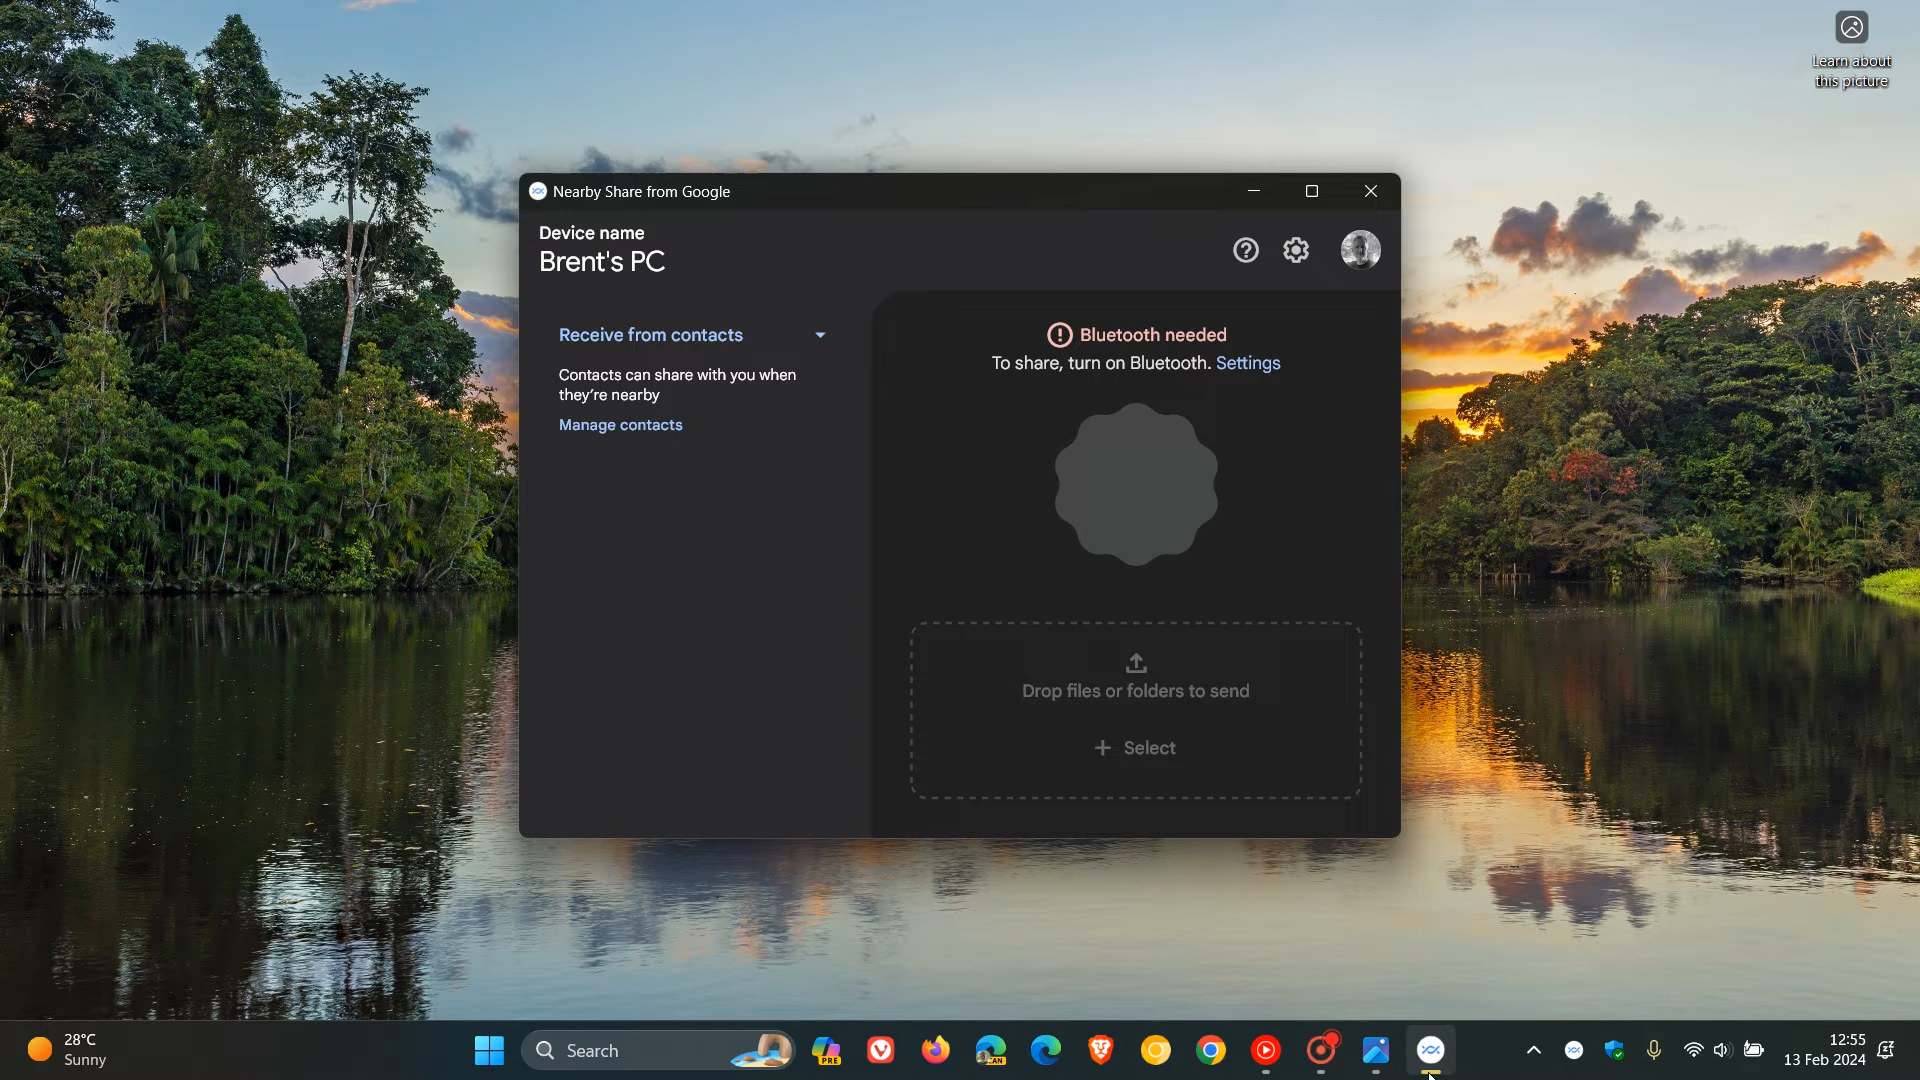 Learn about
this picture
Nearby Share from Google
Device name
Brent's PC
Receive from contacts
Contacts can share with you when
they're nearby
Manage contacts
Bluetooth needed
To share, turn on Bluetooth. Settings
Drop files or folders to send
+ Select
28°C
Sunny
Search
PRE
CAN
12:55
13 Feb 2024